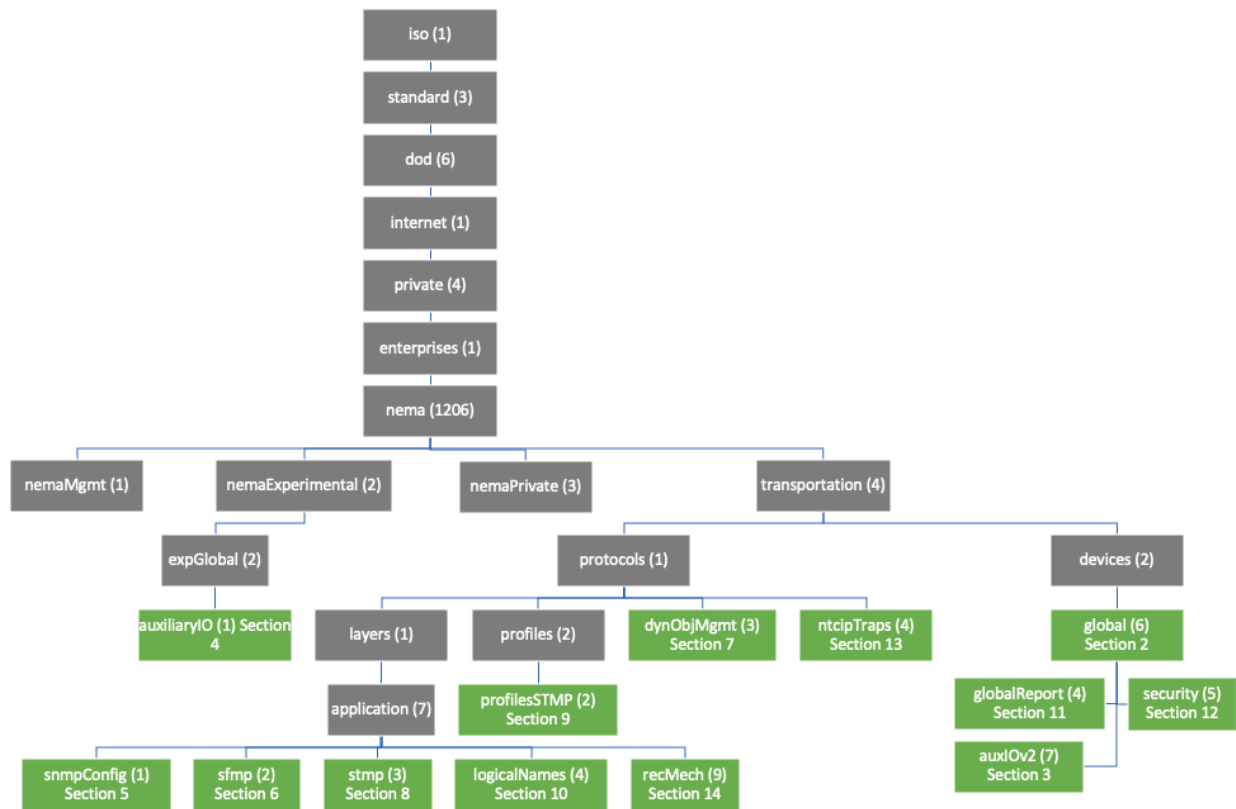 iso (1)
standard (3)
dod (6)
internet (1)
private (4)
enterprises (1)
nema (1206)
nemaMgmt (1)
nemaExperimental (2)
nemaPrivate (3)
transportation (4)
expGlobal (2)
protocols (1)
devices (2)
auxiliaryIO (1) Section
4
layers (1)
profiles (2)
dynObjMgmt (3)
Section 7
ntcipTraps (4)
Section 13
global (6)
Section 2
application (7)
profilesSTMP (2)
Section 9
globalReport (4)
Section 11
security (5)
Section 12
snmpConfig (1)
Section 5
sfmp (2)
Section 6
stmp (3)
Section 8
logicalNames (4)
Section 10
recMech (9)
Section 14
auxIOv2 (7)
Section 3